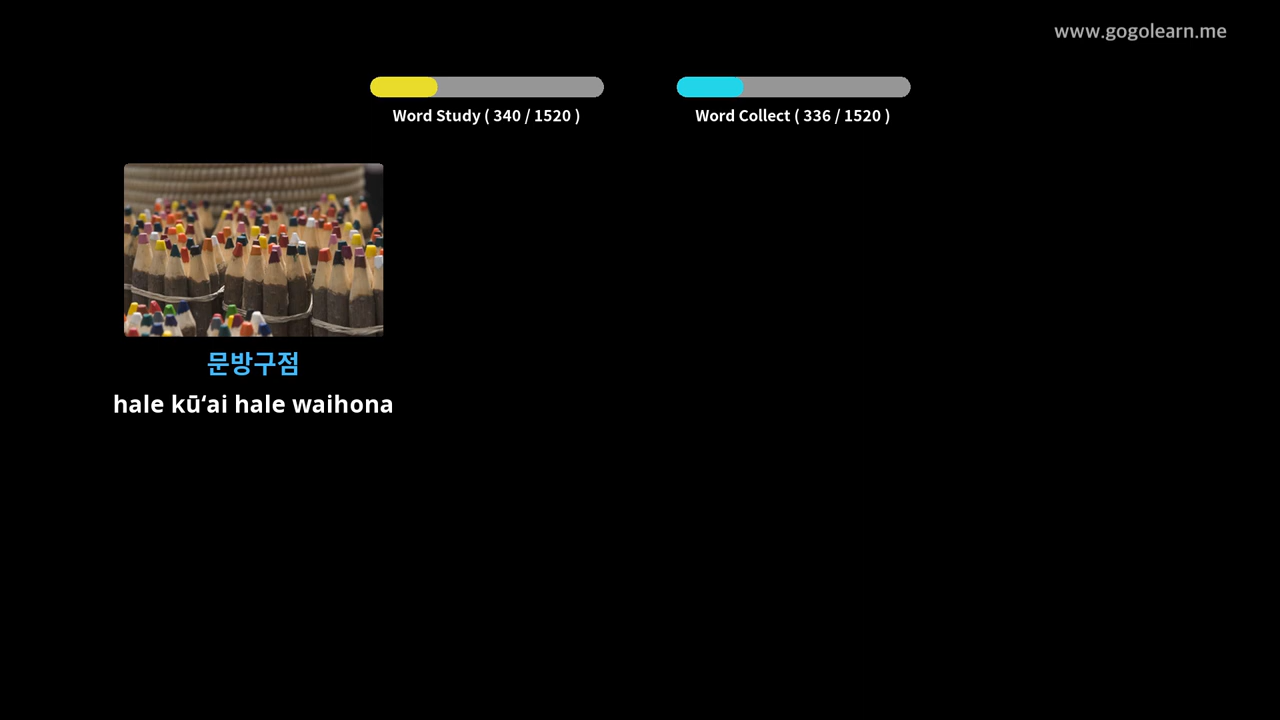 www.gogolearn.me
Word Study ( 340 / 1520 )
Word Collect ( 336 / 1520 )
문방구점
hale kūʻai hale waihona